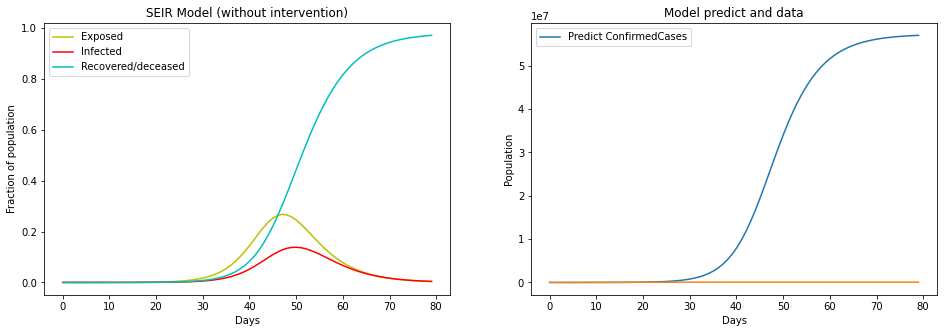 SEIR Model (without intervention)
Exposed
Infected
Recovered/deceased
Fraction of population
1.0
0.8
0.6
0.4
0.2
0.0
0 10 20 30 40 50 60 70 80
Days
Model predict and data
1e7
Predict ConfirmedCases
Population
5
4
3
2
1
0
0 10 20 30 40 50 60 70 80
Days